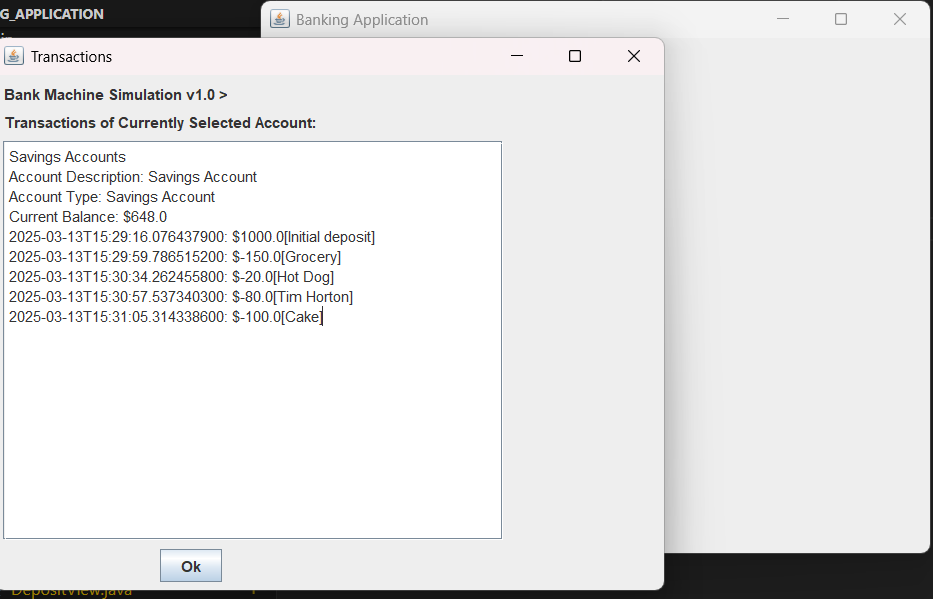 G_APPLICATION
Banking Application
Transactions
Bank Machine Simulation v1.0 >
Transactions of Currently Selected Account:
Savings Accounts
Account Description: Savings Account
Account Type: Savings Account
Current Balance: $648.0
2025-03-13T15:29:16.076437900: $1000.0[Initial deposit]
2025-03-13T15:29:59.786515200: $-150.0[Grocery]
2025-03-13T15:30:34.262455800: $-20.0[Hot Dog]
2025-03-13T15:30:57.537340300: $-80.0[Tim Horton]
2025-03-13T15:31:05.314338600: $-100.0[Cake]
Ok
DepositView.java